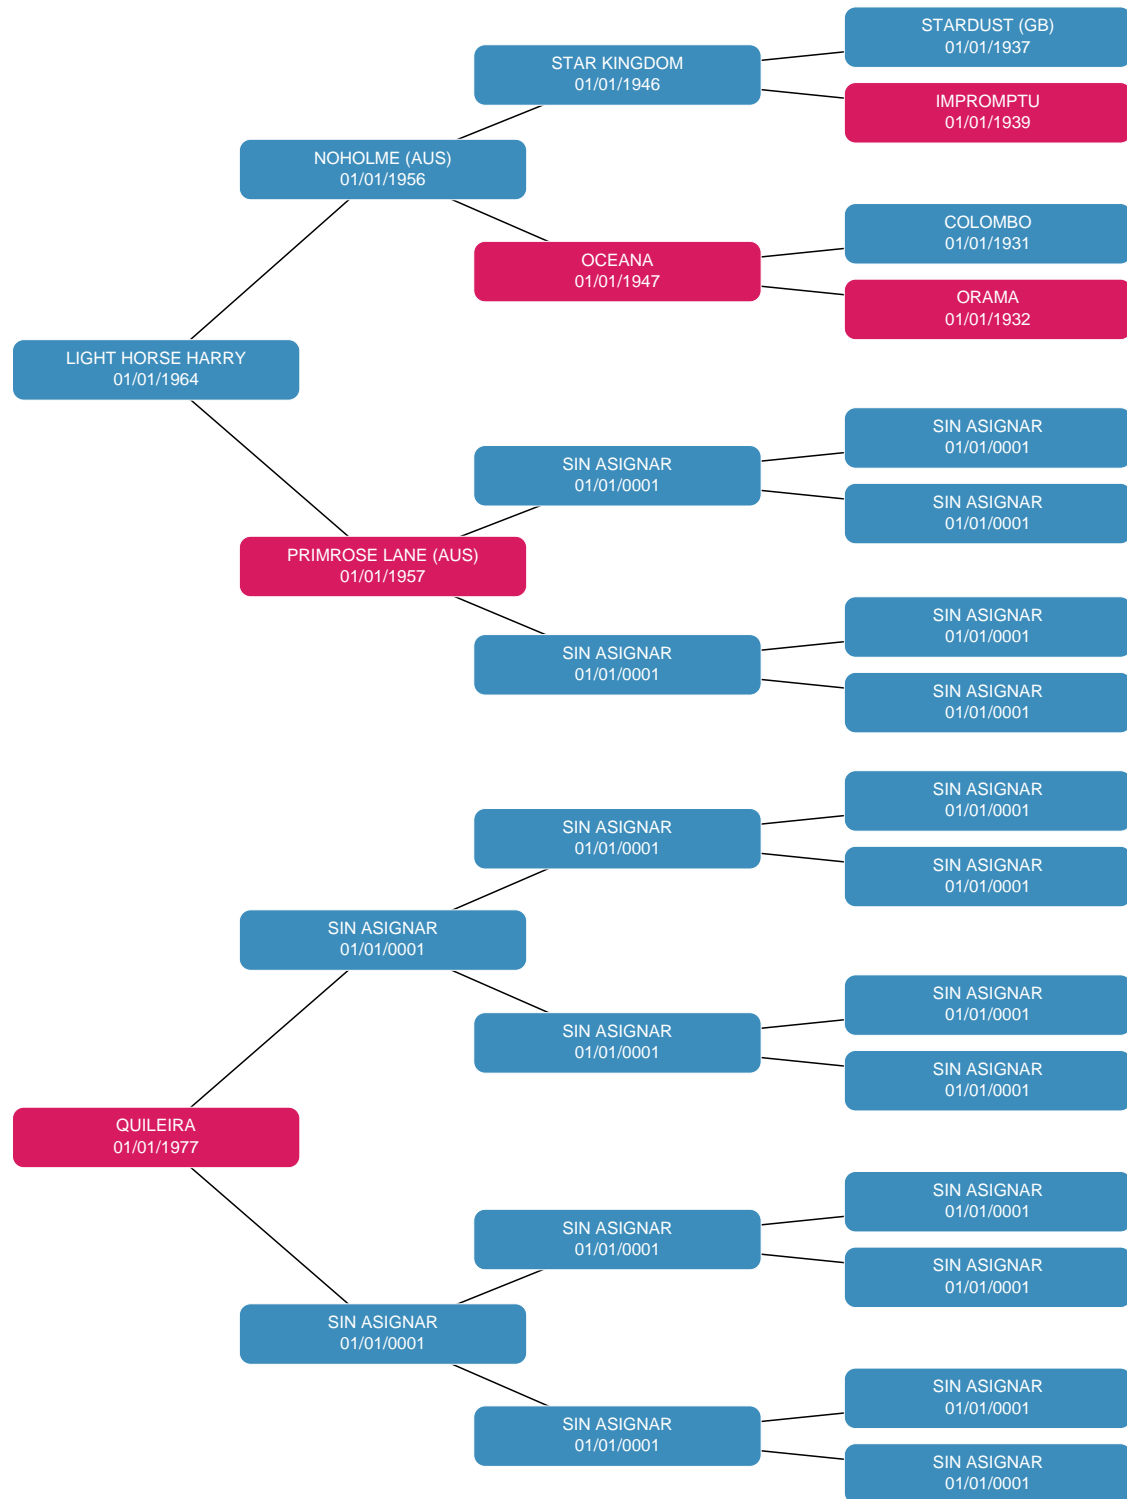 STARDUST (GB)
01/01/1937
STAR KINGDOM
01/01/1946
IMPROMPTU
01/01/1939
NOHOLME (AUS)
01/01/1956
COLOMBO
01/01/1931
OCEANA
01/01/1947
ORAMA
01/01/1932
LIGHT HORSE HARRY
01/01/1964
SIN ASIGNAR
01/01/0001
SIN ASIGNAR
01/01/0001
SIN ASIGNAR
01/01/0001
PRIMROSE LANE (AUS)
01/01/1957
SIN ASIGNAR
01/01/0001
SIN ASIGNAR
01/01/0001
SIN ASIGNAR
01/01/0001
SIN ASIGNAR
01/01/0001
SIN ASIGNAR
01/01/0001
SIN ASIGNAR
01/01/0001
SIN ASIGNAR
01/01/0001
SIN ASIGNAR
01/01/0001
SIN ASIGNAR
01/01/0001
SIN ASIGNAR
01/01/0001
QUILEIRA
01/01/1977
SIN ASIGNAR
01/01/0001
SIN ASIGNAR
01/01/0001
SIN ASIGNAR
01/01/0001
SIN ASIGNAR
01/01/0001
SIN ASIGNAR
01/01/0001
SIN ASIGNAR
01/01/0001
SIN ASIGNAR
01/01/0001